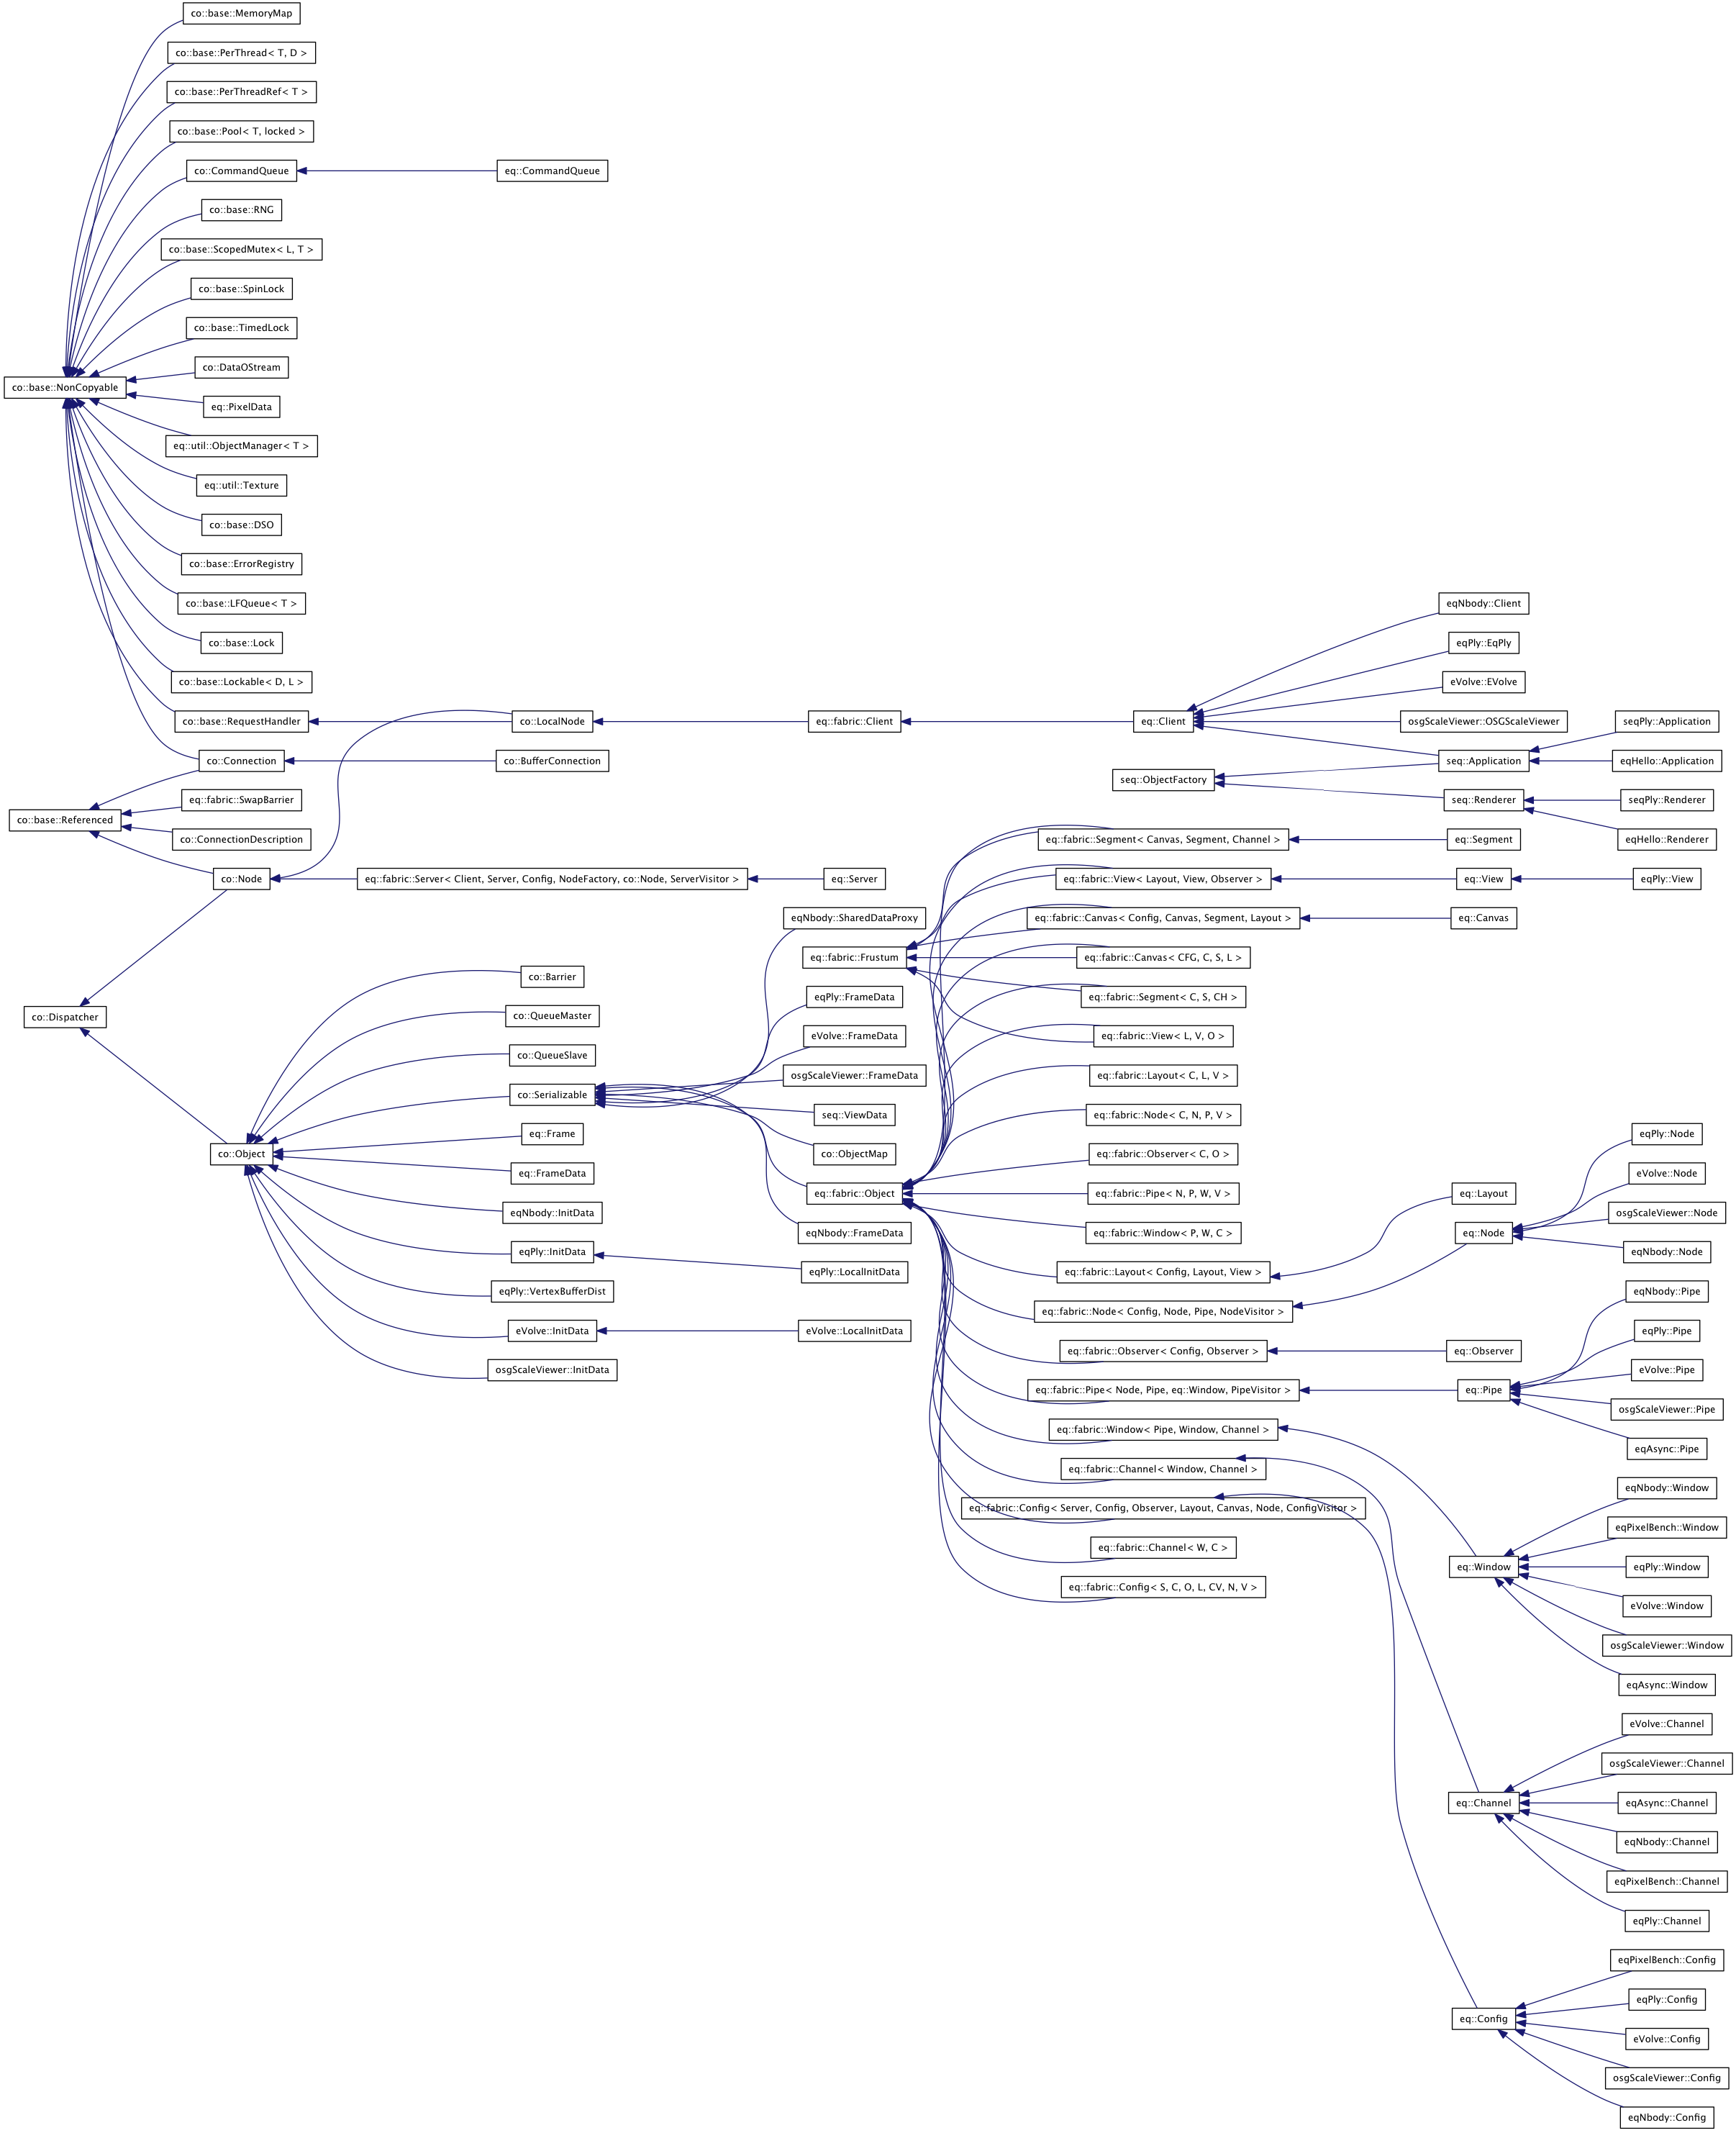 co::base::MemoryMap
co::base::PerThread< T, D >
co::base::PerThreadRef< T >
co::base::Pool< T, locked >
co::CommandQueue
eq::CommandQueue
co::base::RNG
co::base::ScopedMutex< L, T >
co::base::SpinLock
co::base::TimedLock
co::DataOStream
co::base::NonCopyable
eq::PixelData
eq::util::ObjectManager< T >
eq::util::Texture
co::base::DSO
co::base::ErrorRegistry
co::base::LFQueue< T >
eqNbody::Client
co::base::Lock
eqPly::EqPly
co::base::Lockable< D, L >
eVolve::EVolve
co::base::RequestHandler
co::LocalNode
eq::fabric::Client
eq::Client
osgScaleViewer::OSGScaleViewer
seqPly::Application
co::Connection
co::BufferConnection
seq::Application
eqHello::Application
seq::ObjectFactory
eq::fabric::SwapBarrier
seq::Renderer
seqPly::Renderer
co::base::Referenced
co::ConnectionDescription
eq::fabric::Segment< Canvas, Segment, Channel >
eq::Segment
eqHello::Renderer
co::Node
eq::fabric::Server< Client, Server, Config, NodeFactory, co::Node, ServerVisitor >
eq::Server
eq::fabric::View< Layout, View, Observer >
eq::View
eqPly::View
eqNbody::SharedDataProxy
eq::fabric::Canvas< Config, Canvas, Segment, Layout >
eq::Canvas
eq::fabric::Frustum
eq::fabric::Canvas< CFG, C, S, L >
co::Barrier
eqPly::FrameData
eq::fabric::Segment< C, S, CH >
co::Dispatcher
co::QueueMaster
eVolve::FrameData
eq::fabric::View< L, V, O >
co::QueueSlave
osgScaleViewer::FrameData
eq::fabric::Layout< C, L, V >
co::Serializable
seq::ViewData
eq::fabric::Node< C, N, P, V >
eq::Frame
eqPly::Node
co::Object
co::ObjectMap
eq::fabric::Observer< C, O >
eq::FrameData
eVolve::Node
eq::fabric::Object
eq::fabric::Pipe< N, P, W, V >
eq::Layout
eqNbody::InitData
osgScaleViewer::Node
eqNbody::FrameData
eq::fabric::Window< P, W, C >
eq::Node
eqPly::InitData
eqNbody::Node
eqPly::LocalInitData
eq::fabric::Layout< Config, Layout, View >
eqPly::VertexBufferDist
eqNbody::Pipe
eq::fabric::Node< Config, Node, Pipe, NodeVisitor >
eVolve::InitData
eVolve::LocalInitData
eqPly::Pipe
eq::fabric::Observer< Config, Observer >
eq::Observer
osgScaleViewer::InitData
eVolve::Pipe
eq::fabric::Pipe< Node, Pipe, eq::Window, PipeVisitor >
eq::Pipe
osgScaleViewer::Pipe
eq::fabric::Window< Pipe, Window, Channel >
eqAsync::Pipe
eq::fabric::Channel< Window, Channel >
eqNbody::Window
eq::fabric::Config< Server, Config, Observer, Layout, Canvas, Node, ConfigVisitor >
eqPixelBench::Window
eq::fabric::Channel< W, C >
eq::Window
eqPly::Window
eq::fabric::Config< S, C, O, L, CV, N, V >
eVolve::Window
osgScaleViewer::Window
eqAsync::Window
eVolve::Channel
osgScaleViewer::Channel
eq::Channel
eqAsync::Channel
eqNbody::Channel
eqPixelBench::Channel
eqPly::Channel
eqPixelBench::Config
eqPly::Config
eq::Config
eVolve::Config
osgScaleViewer::Config
eqNbody::Config